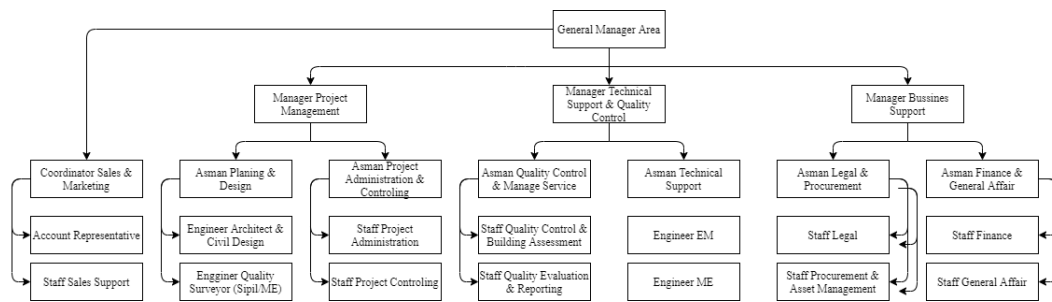 General Manager Area
Manager Project
Management
Manager Technical
Support & Quality
Control
Manager Bussines
Support
Coordinator Sales &
Marketing
Asman Planing &
Design
Asman Project
Administration &
Controling
Asman Quality Control
& Manage Service
Asman Technical
Support
Asman Legal &
Procurement
Asman Finance &
General Affair
Account Representative
Engineer Architect &
Civil Design
Staff Project
Administration
Staff Quality Control &
Building Assessment
Engineer EM
Staff Legal
Staff Finance
Staff Sales Support
Engginer Quality
Surveyor (Sipil/ME)
Staff Project Controling
Staff Quality Evaluation
& Reporting
Engineer ME
Staff Procurement &
Asset Management
Staff General Affair